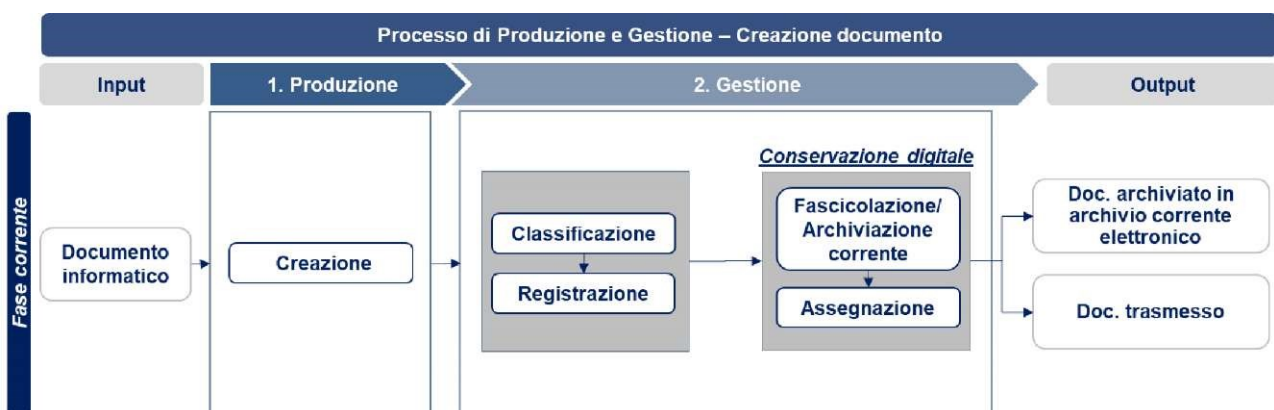 Processo di Produzione e Gestione – Creazione documento
Input
1. Produzione
2. Gestione
Output
Fase corrente
Documento
informatico
Creazione
Classificazione
Registrazione
Conservazione digitale
Fascicolazione/
Archiviazione
corrente
Assegnazione
Doc. archiviato in
archivio corrente
elettronico
Doc. trasmesso